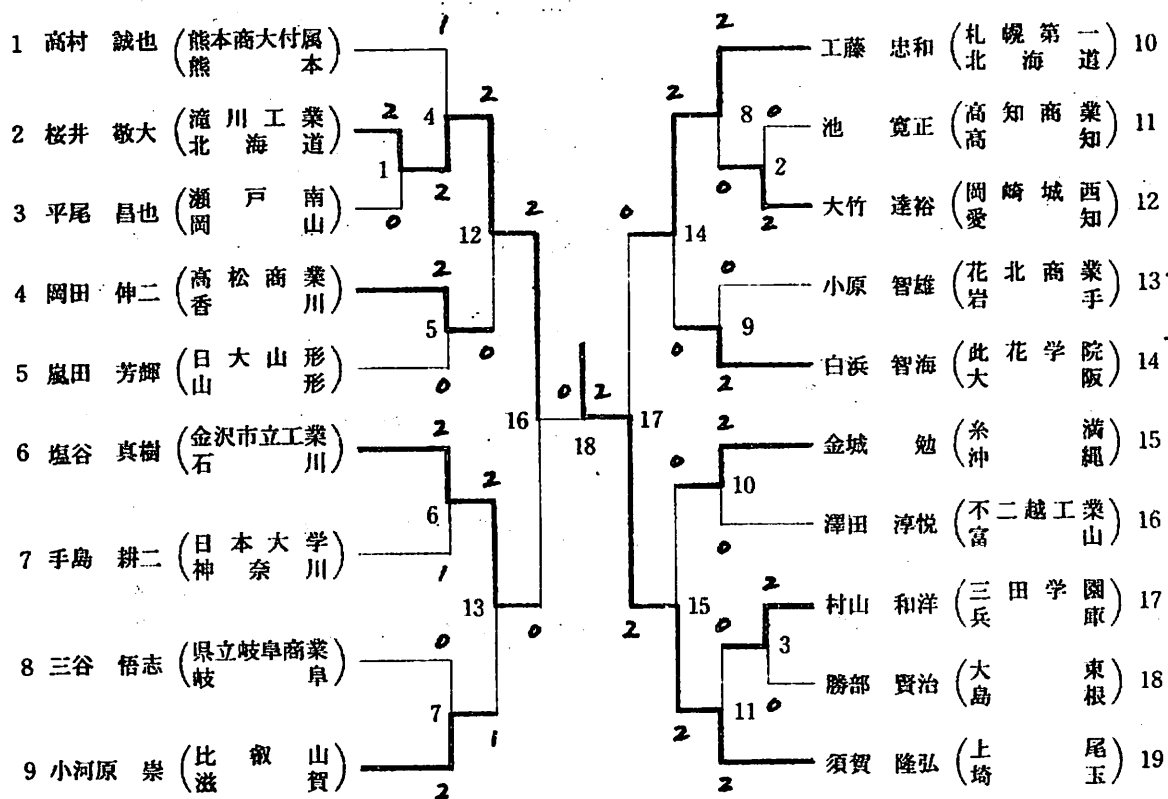 1 高村 誠也 (熊本商大付属 熊本)
2 桜井 敬大 (滝川工業 北海道)
3 平尾 昌也 (瀬戸南 岡山)
4 岡田 伸二 (高松商業 香川)
5 嵐田 芳輝 (日大山形 山形)
6 塩谷 真樹 (金沢市立工業 石川)
7 手島 耕二 (日本大学 神奈川)
8 三谷 悟志 (県立岐阜商業 岐阜)
9 小河原 崇 (比叡山 滋賀)
1
2 4 2
1
0 2 12 2
2
5
0 0
16
2
6 2
1 13
0
0
7 1
2
0 2
18
2
2 8 0
2
0 2
0 14
0
9
0 2
17
2
0 10
0
2 15
0 2
3
0
2 11
2
工藤 忠和 (札幌第一 北海道) 10
池 寛正 (高知商業 高知) 11
大竹 達裕 (岡崎城西 愛知) 12
小原 智雄 (花北商業 岩手) 13
白浜 智海 (此花学院 大阪) 14
金城 勉 (糸満 沖縄) 15
澤田 淳悦 (不二越工業 富山) 16
村山 和洋 (三田学園 兵庫) 17
勝部 賢治 (大東 島根) 18
須賀 隆弘 (上尾 埼玉) 19